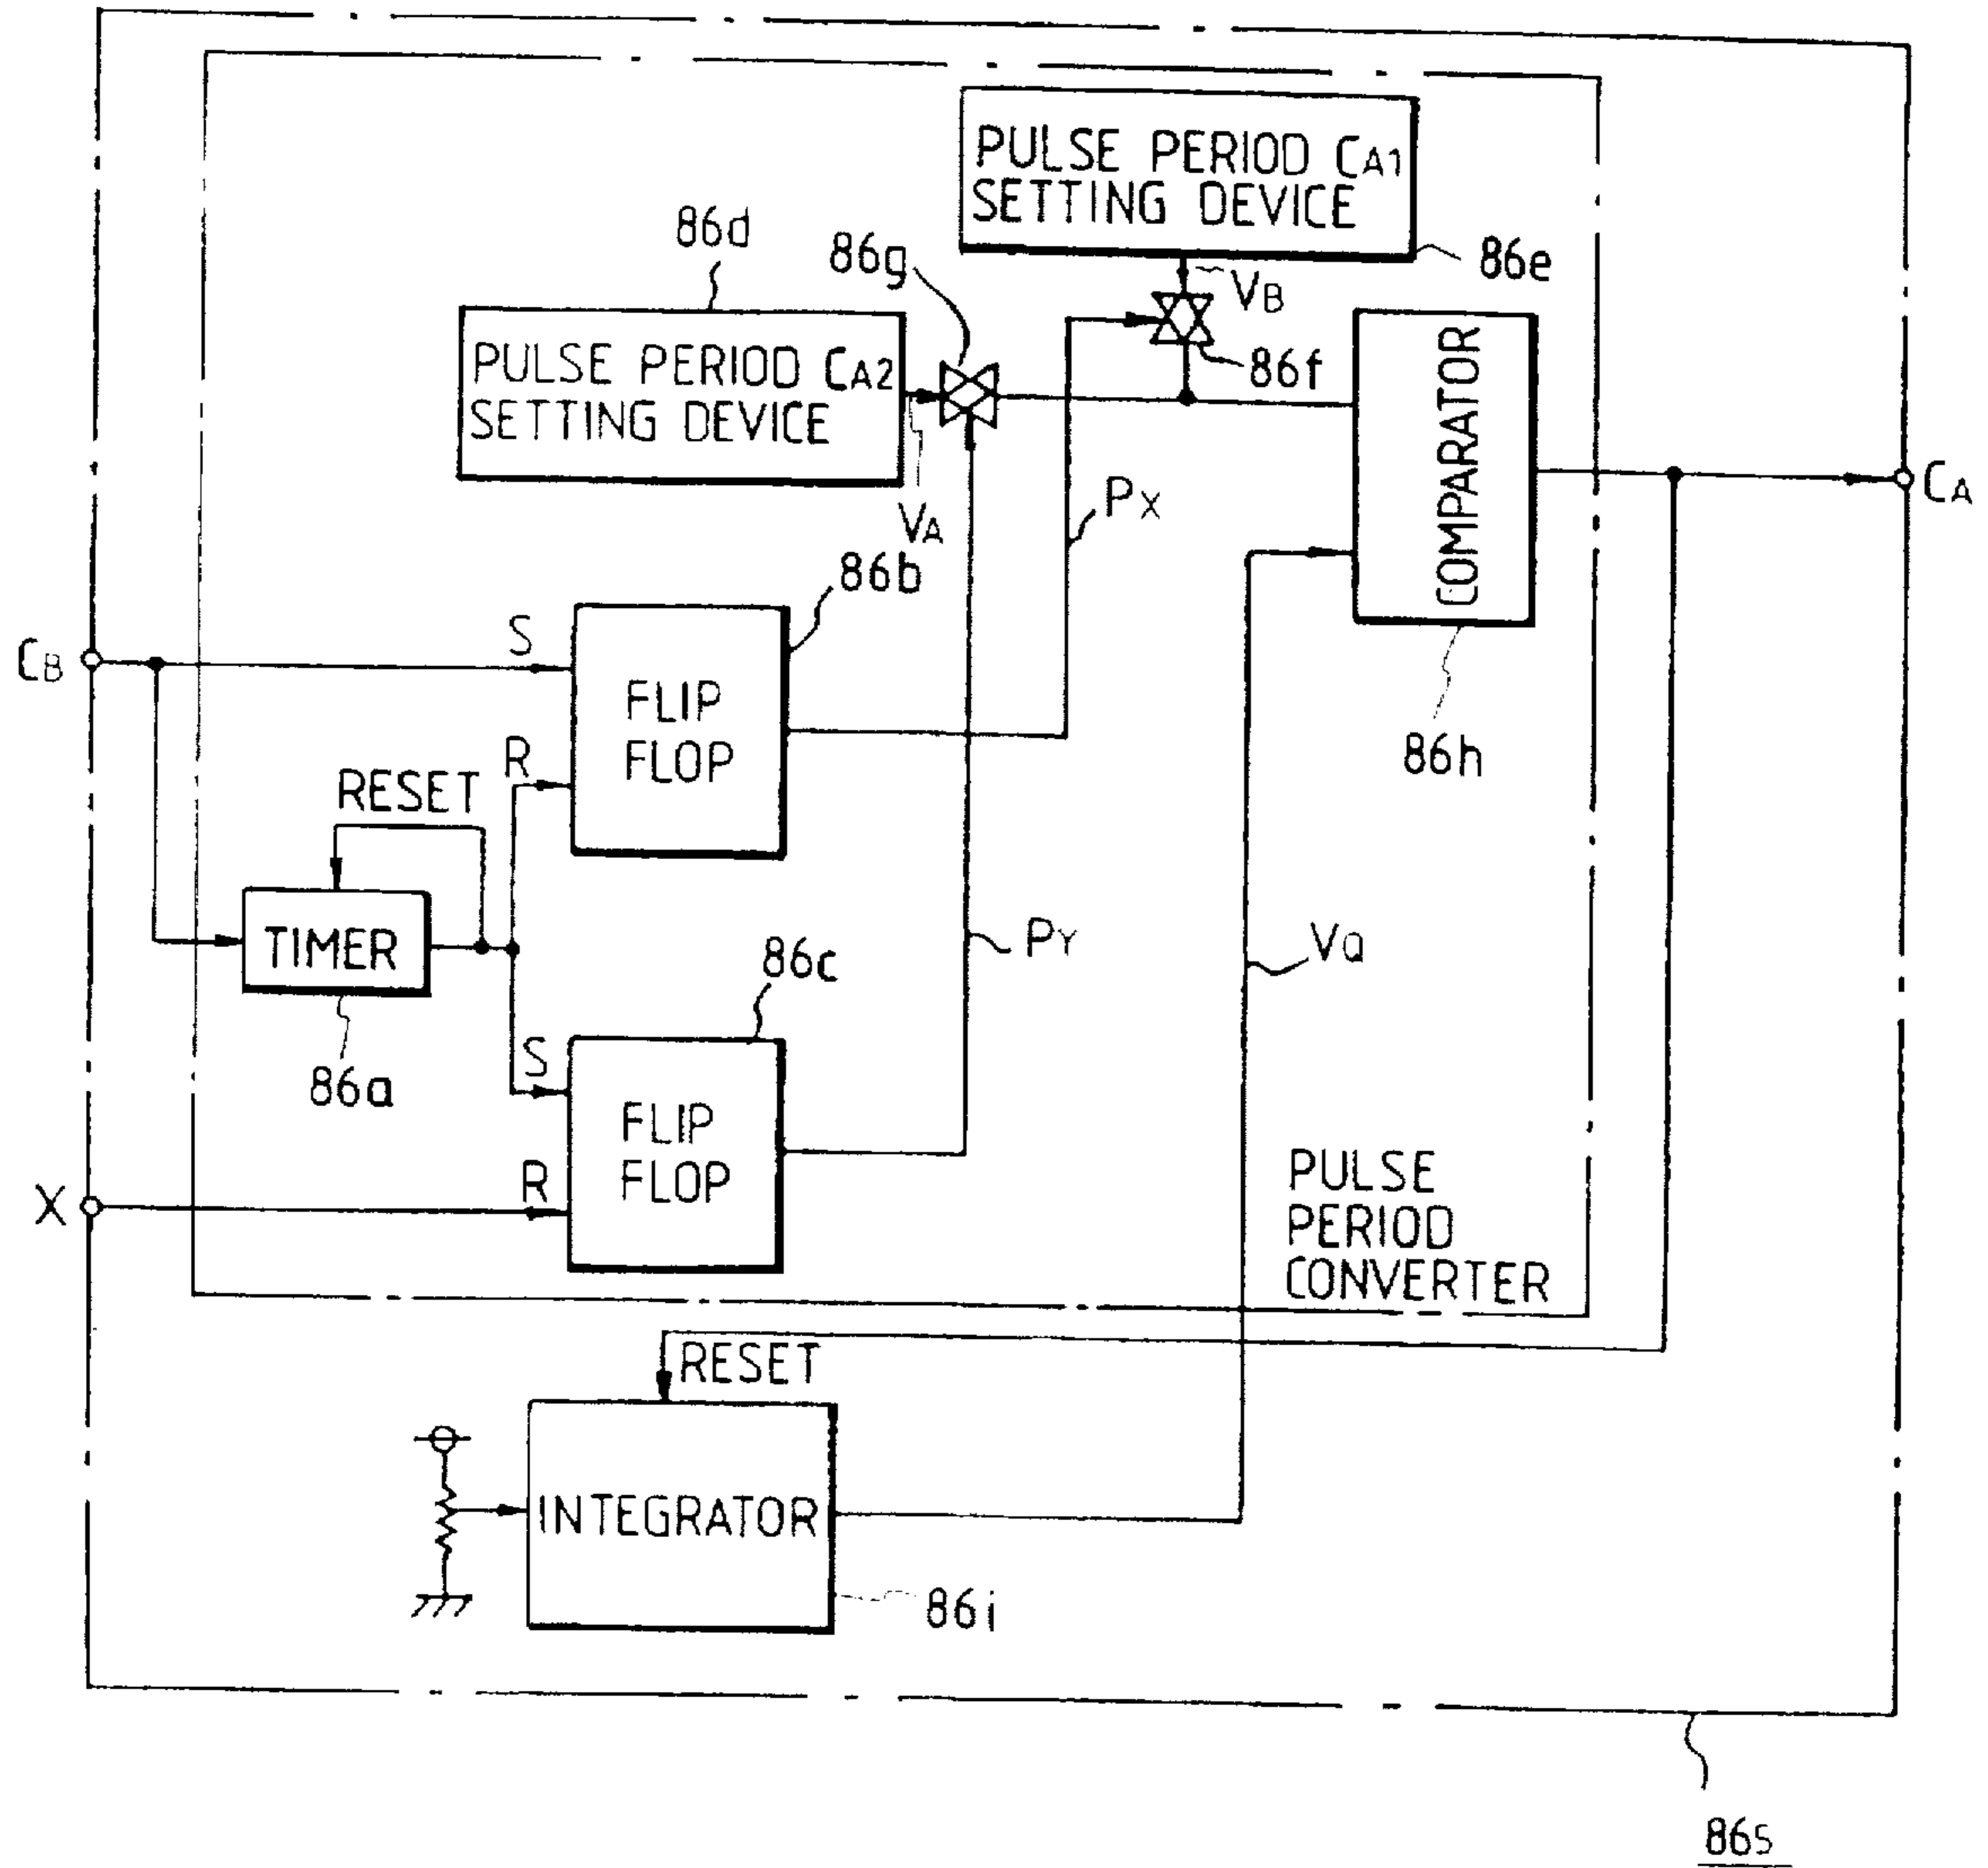 PULSE PERIOD CA1
SETTING DEVICE
86e
VB
86f
86d
86g
PULSE PERIOD CA2
SETTING DEVICE
VA
PX
COMPARATOR
86h
CA
86b
CB
S
FLIP
FLOP
R
RESET
TIMER
86a
PY
VQ
86c
S
FLIP
FLOP
X
R
PULSE
PERIOD
CONVERTER
RESET
INTEGRATOR
86i
86s